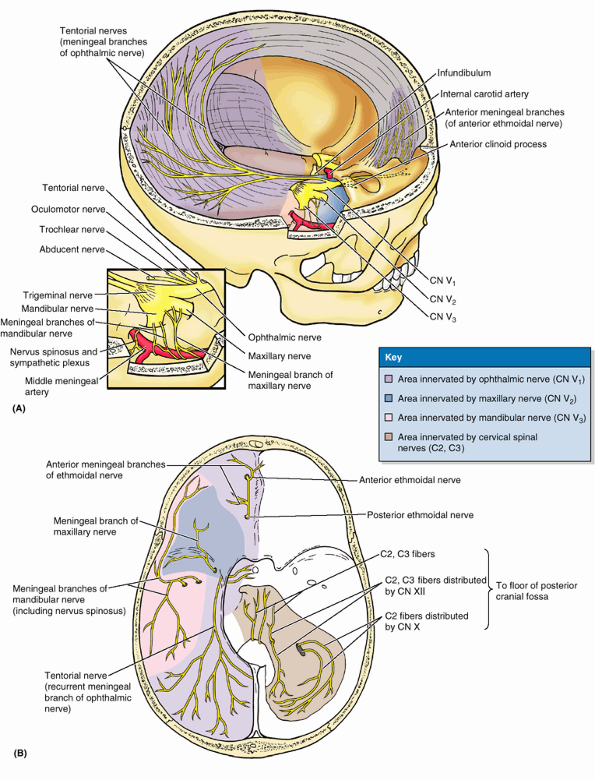 Tentorial nerves
(meningeal branches
of ophthalmic nerve)
Infundibulum
Internal carotid artery
Anterior meningeal branches
(of anterior ethmoidal nerve)
Anterior clinoid process
Tentorial nerve
Oculomotor nerve
Trochlear nerve
Abducent nerve
Trigeminal nerve
Mandibular nerve
Meningeal branches of
mandibular nerve
Nervus spinosus and
sympathetic plexus
Middle meningeal
artery
Ophthalmic nerve
Maxillary nerve
Meningeal branch of
maxillary nerve
CN V1
CN V2
CN V3
(A)
Key
Area innervated by ophthalmic nerve (CN V1)
Area innervated by maxillary nerve (CN V2)
Area innervated by mandibular nerve (CN V3)
Area innervated by cervical spinal
nerves (C2, C3)
Anterior meningeal branches
of ethmoidal nerve
Meningeal branch of
maxillary nerve
Meningeal branches of
mandibular nerve
(including nervus spinosus)
Tentorial nerve
(recurrent meningeal
branch of ophthalmic
nerve)
Anterior ethmoidal nerve
Posterior ethmoidal nerve
C2, C3 fibers
C2, C3 fibers distributed
by CN XII
C2 fibers distributed
by CN X
To floor of posterior
cranial fossa
(B)